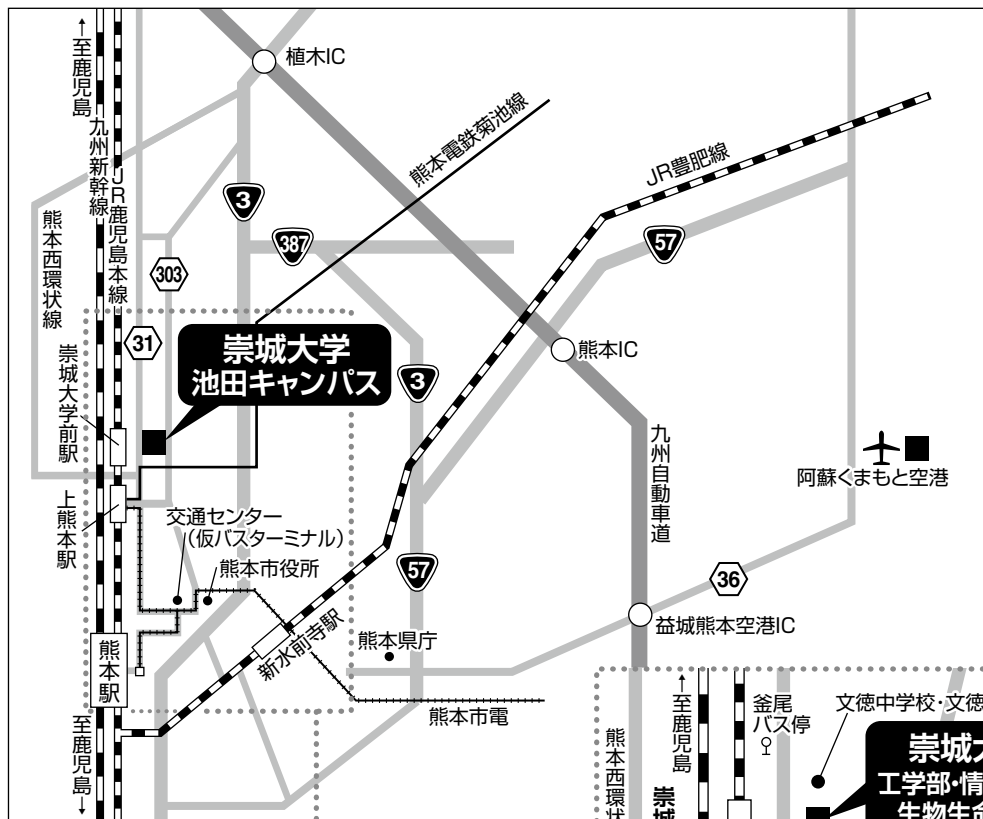 ←至鹿児島
九州新幹線
JR鹿児島本線
熊本西環状線
植木IC
熊本電鉄菊池線
JR豊肥線
3
387
57
303
31
崇城大学
池田キャンパス
熊本IC
崇城大学前駅
3
九州自動車道
阿蘇くまもと空港
上熊本駅
交通センター
（仮バスターミナル）
熊本市役所
57
36
新水前寺駅
熊本県庁
益城熊本空港IC
熊本駅
熊本市電
至鹿児島→
←至鹿児島
釜尾
バス停
文徳中学校・文徳
熊本西環状
崇城
崇城大
工学部・情
生物生命